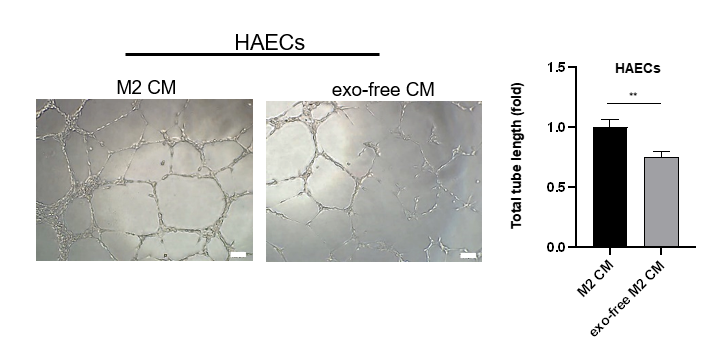 HAECs
M2 CM
exo-free CM
HAECs
**
Total tube length (fold)
1.5
1.0
0.5
0.0
M2 CM
exo-free M2 CM